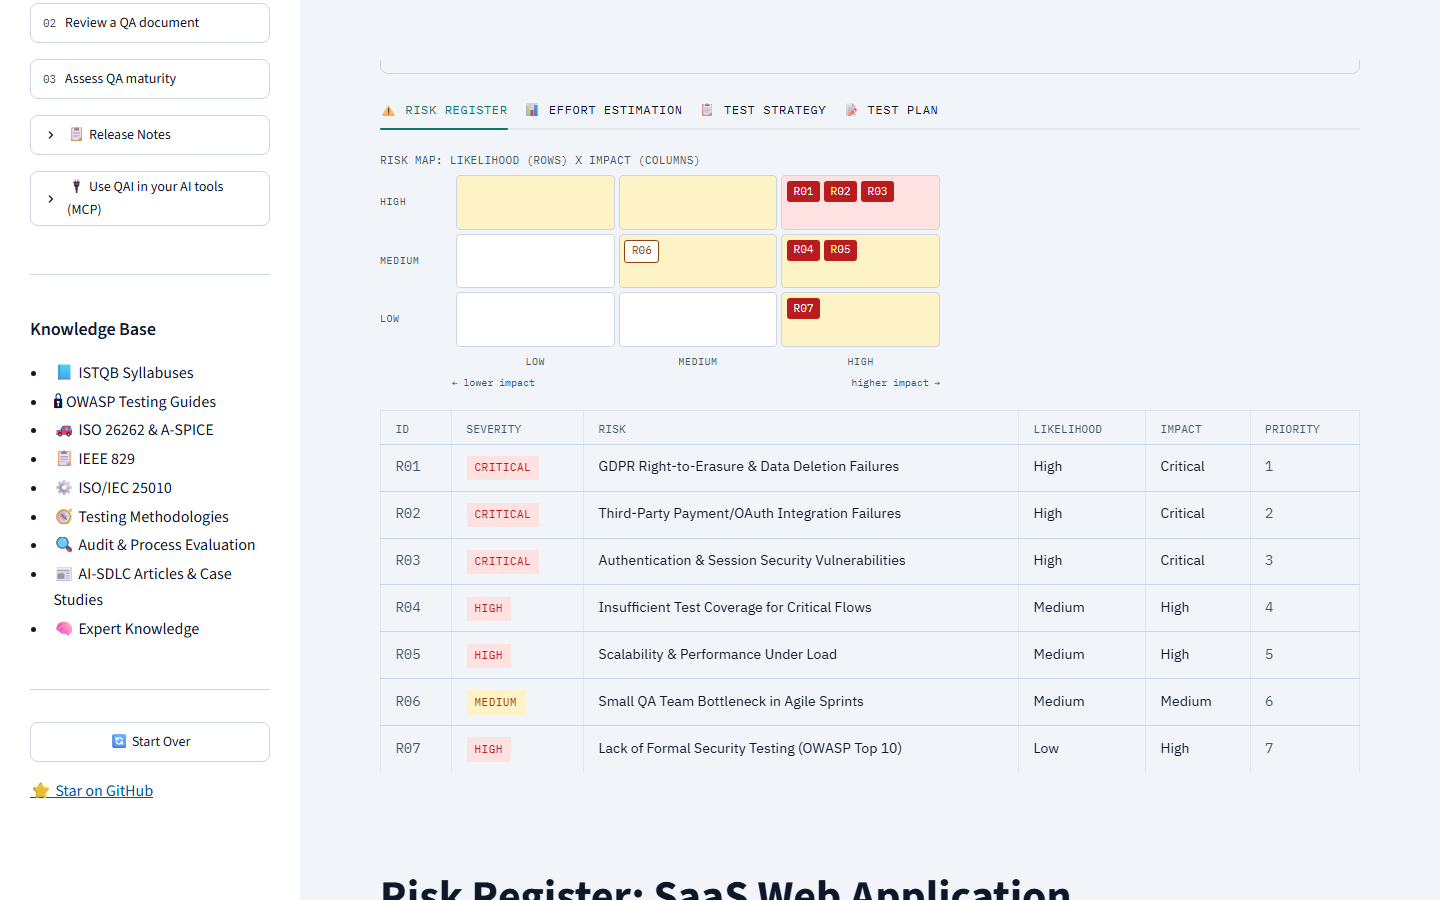 02 Review a QA document
03 Assess QA maturity
Release Notes
Use QAI in your AI tools
(MCP)
Knowledge Base
ISTQB Syllabuses
OWASP Testing Guides
ISO 26262 & A-SPICE
IEEE 829
ISO/IEC 25010
Testing Methodologies
Audit & Process Evaluation
AI-SDLC Articles & Case
Studies
Expert Knowledge
Start Over
Star on GitHub
RISK REGISTER EFFORT ESTIMATION TEST STRATEGY TEST PLAN
RISK MAP: LIKELIHOOD (ROWS) X IMPACT (COLUMNS)
HIGH R01 R02 R03
MEDIUM R06 R04 R05
LOW R07
LOW MEDIUM HIGH
← lower impact higher impact →
ID SEVERITY RISK LIKELIHOOD IMPACT PRIORITY
R01 CRITICAL GDPR Right-to-Erasure & Data Deletion Failures High Critical 1
R02 CRITICAL Third-Party Payment/OAuth Integration Failures High Critical 2
R03 CRITICAL Authentication & Session Security Vulnerabilities High Critical 3
R04 HIGH Insufficient Test Coverage for Critical Flows Medium High 4
R05 HIGH Scalability & Performance Under Load Medium High 5
R06 MEDIUM Small QA Team Bottleneck in Agile Sprints Medium Medium 6
R07 HIGH Lack of Formal Security Testing (OWASP Top 10) Low High 7
Risk Register: SaaS Web Application